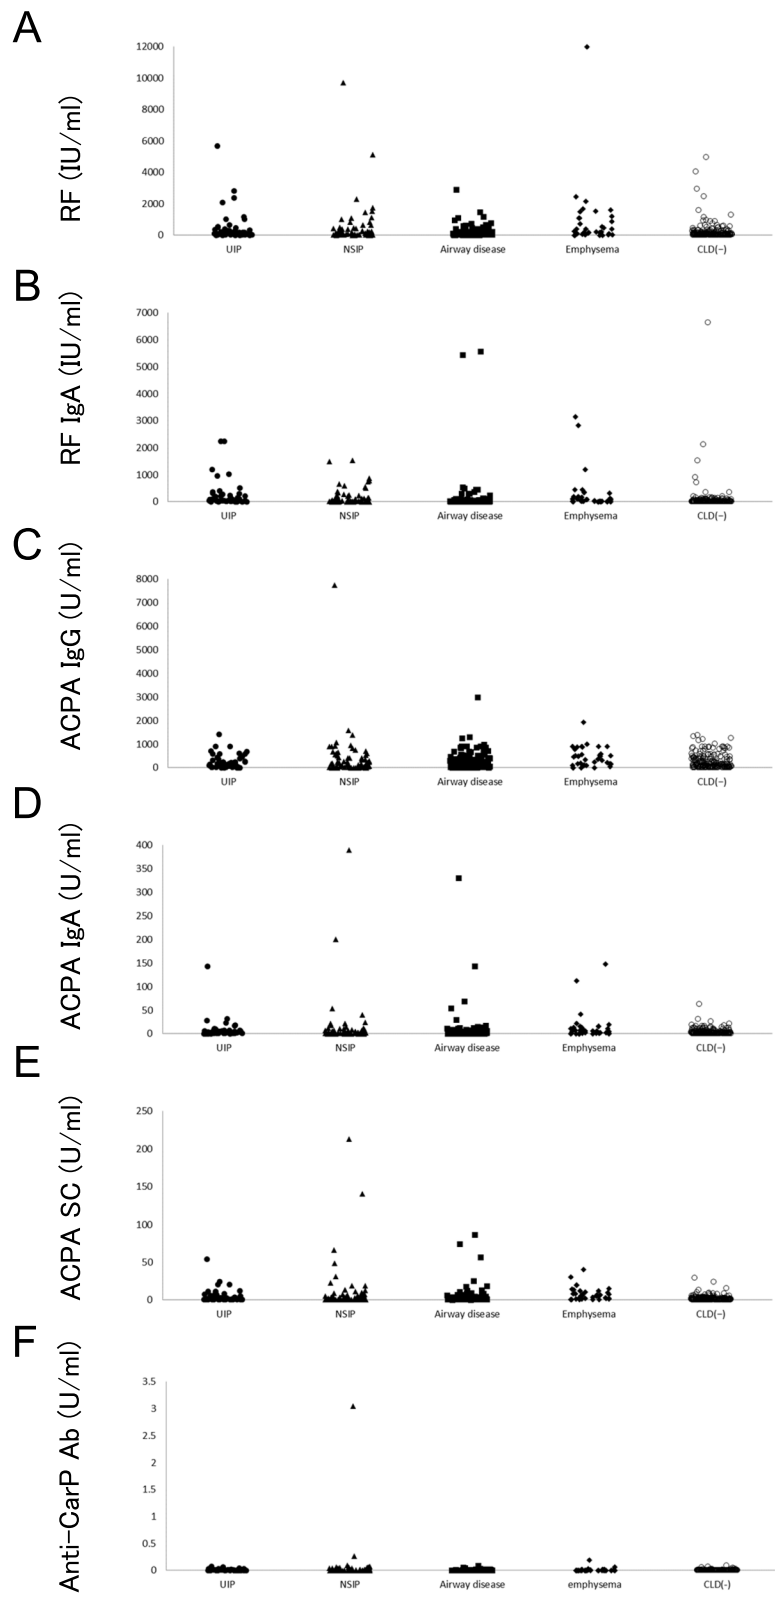 A
RF (IU/ml)
12000
10000
8000
6000
4000
2000
0
UIP NSIP Airway disease Emphysema CLD(−)
B
RF IgA (IU/ml)
7000
6000
5000
4000
3000
2000
1000
0
UIP NSIP Airway disease Emphysema CLD(−)
C
ACPA IgG (U/ml)
8000
7000
6000
5000
4000
3000
2000
1000
0
UIP NSIP Airway disease Emphysema CLD(−)
D
ACPA IgA (U/ml)
400
350
300
250
200
150
100
50
0
UIP NSIP Airway disease Emphysema CLD(−)
E
ACPA SC (U/ml)
250
200
150
100
50
0
UIP NSIP Airway disease Emphysema CLD(−)
F
Anti−CarP Ab (U/ml)
3.5
3
2.5
2
1.5
1
0.5
0
UIP NSIP Airway disease emphysema CLD(-)